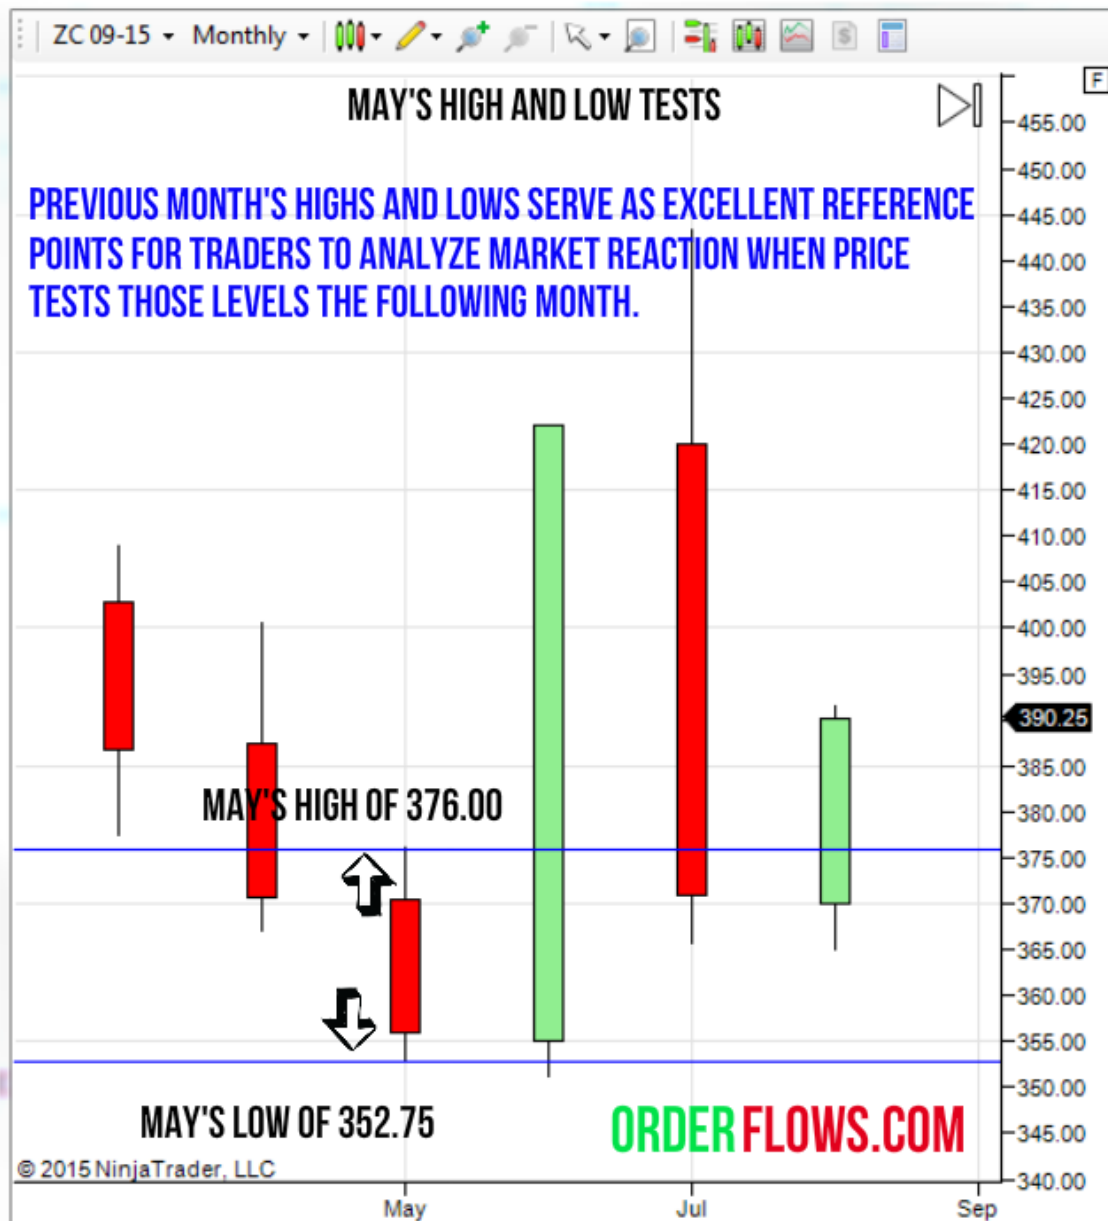 ZC 09-15 Monthly
F
MAY'S HIGH AND LOW TESTS
PREVIOUS MONTH'S HIGHS AND LOWS SERVE AS EXCELLENT REFERENCE
POINTS FOR TRADERS TO ANALYZE MARKET REACTION WHEN PRICE
TESTS THOSE LEVELS THE FOLLOWING MONTH.
455.00
450.00
445.00
440.00
435.00
430.00
425.00
420.00
415.00
410.00
405.00
400.00
395.00
390.25
385.00
380.00
375.00
370.00
365.00
360.00
355.00
350.00
345.00
340.00
MAY'S HIGH OF 376.00
MAY'S LOW OF 352.75
ORDERFLOWS.COM
© 2015 NinjaTrader, LLC
May Jul Sep